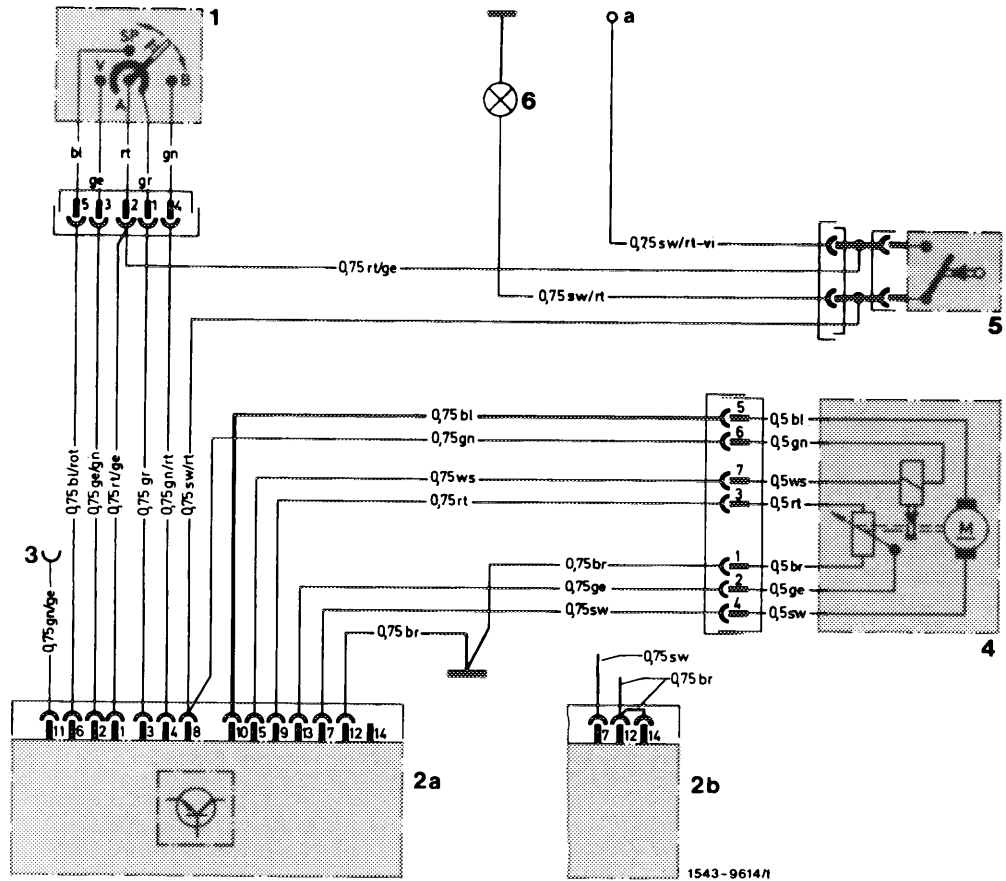 1
SP
H
V
B
A
bl
rt
gn
ge
gr
5 3 2 1 4
6
a
0,75 sw/rt-vi
0,75 rt/ge
0,75 sw/rt
5
0,75 bl/rot
0,75 ge/gn
0,75 rt/ge
0,75 gr
0,75 gn/rt
0,75 sw/rt
0,75 bl 5 0,5 bl
0,75 gn 6 0,5 gn
0,75 ws 7 0,5 ws
0,75 rt 3 0,5 rt
M
0,75 br 1 0,5 br
0,75 ge 2 0,5 ge
0,75 sw 4 0,5 sw
4
3
0,75 gn/ge
0,75 br
0,75 sw
0,75 br
11 6 2 1 3 4 8 10 5 9 13 7 12 14
2a
7 12 14
2b
1543-9614/1